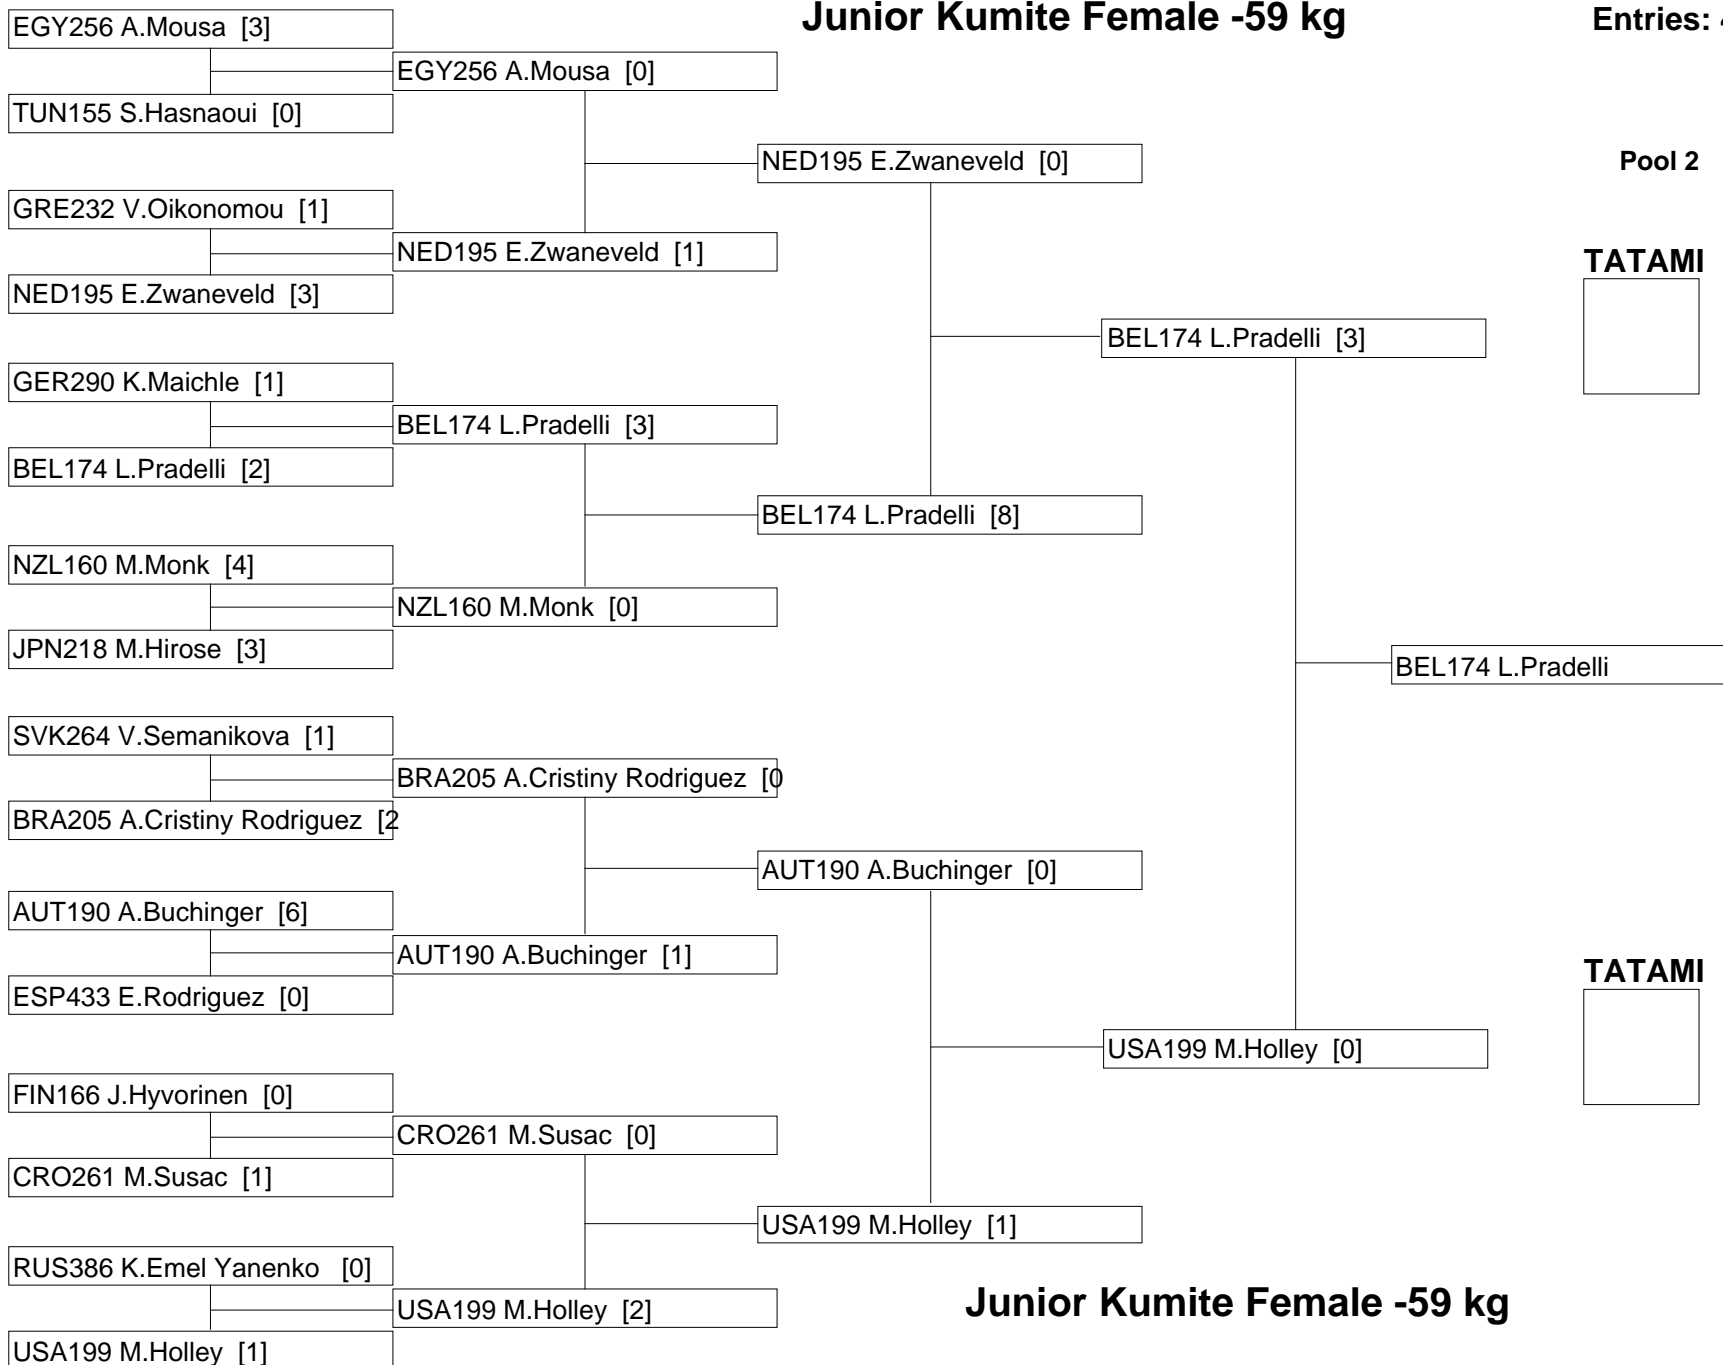 Junior Kumite Female -59 kg
Entries: 4
EGY256 A.Mousa [3]
EGY256 A.Mousa [0]
TUN155 S.Hasnaoui [0]
NED195 E.Zwaneveld [0]
Pool 2
GRE232 V.Oikonomou [1]
NED195 E.Zwaneveld [1]
TATAMI
NED195 E.Zwaneveld [3]
BEL174 L.Pradelli [3]
GER290 K.Maichle [1]
BEL174 L.Pradelli [3]
BEL174 L.Pradelli [2]
BEL174 L.Pradelli [8]
NZL160 M.Monk [4]
NZL160 M.Monk [0]
JPN218 M.Hirose [3]
BEL174 L.Pradelli
SVK264 V.Semanikova [1]
BRA205 A.Cristiny Rodriguez [0
BRA205 A.Cristiny Rodriguez [2
AUT190 A.Buchinger [0]
AUT190 A.Buchinger [6]
AUT190 A.Buchinger [1]
TATAMI
ESP433 E.Rodriguez [0]
USA199 M.Holley [0]
FIN166 J.Hyvorinen [0]
CRO261 M.Susac [0]
CRO261 M.Susac [1]
USA199 M.Holley [1]
RUS386 K.Emel Yanenko [0]
USA199 M.Holley [2]
Junior Kumite Female -59 kg
USA199 M.Holley [1]